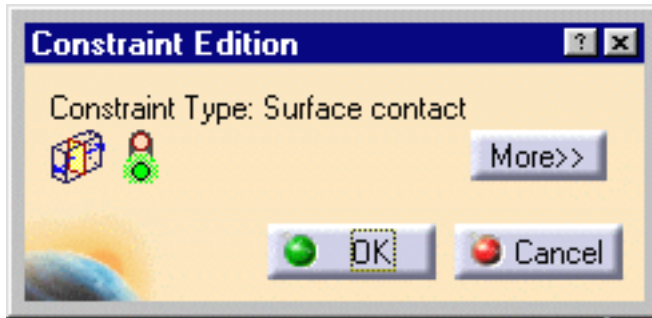 Constraint Edition
Constraint Type: Surface contact
More>>
OK Cancel